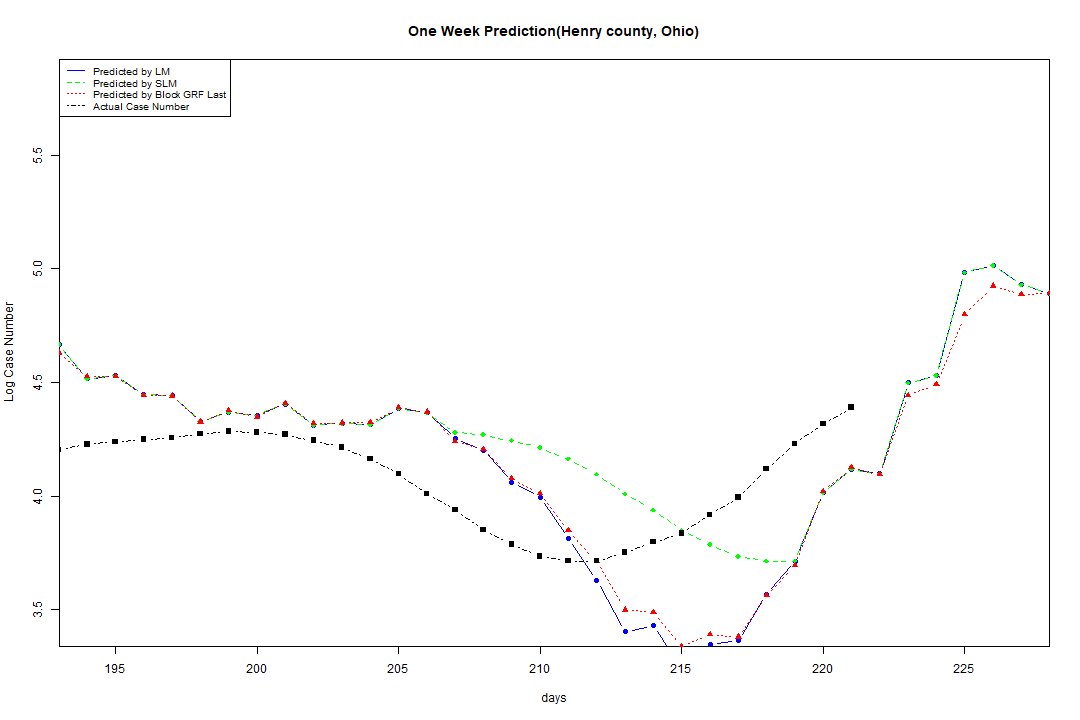 One Week Prediction(Henry county, Ohio)
Predicted by LM
Predicted by SLM
Predicted by Block GRF Last
Actual Case Number
Log Case Number
5.5
5.0
4.5
4.0
3.5
195 200 205 210 215 220 225
days